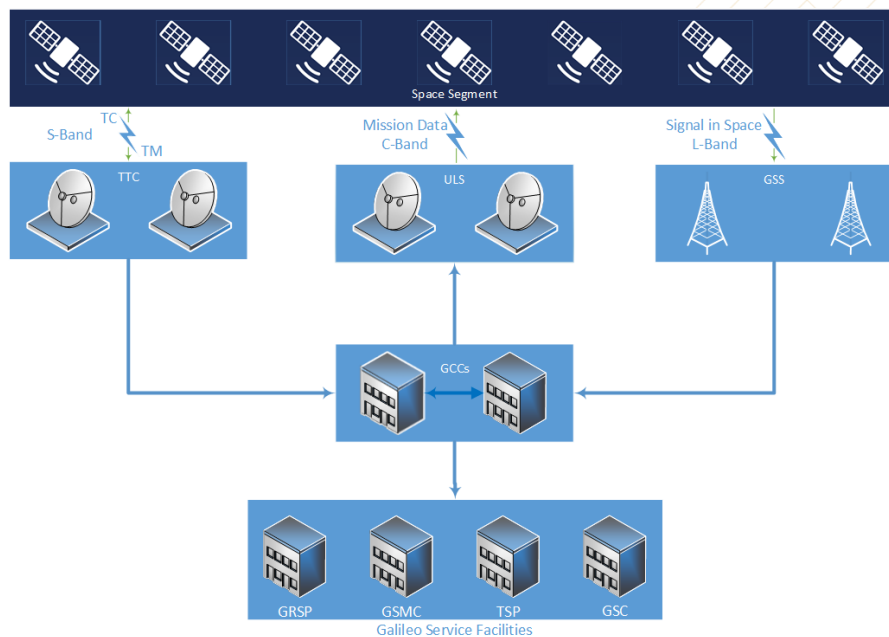 Space Segment
TC
S-Band
TM
Mission Data
C-Band
Signal in Space
L-Band
TTC
ULS
GSS
GCCs
GRSP
GSMC
TSP
GSC
Galileo Service Facilities